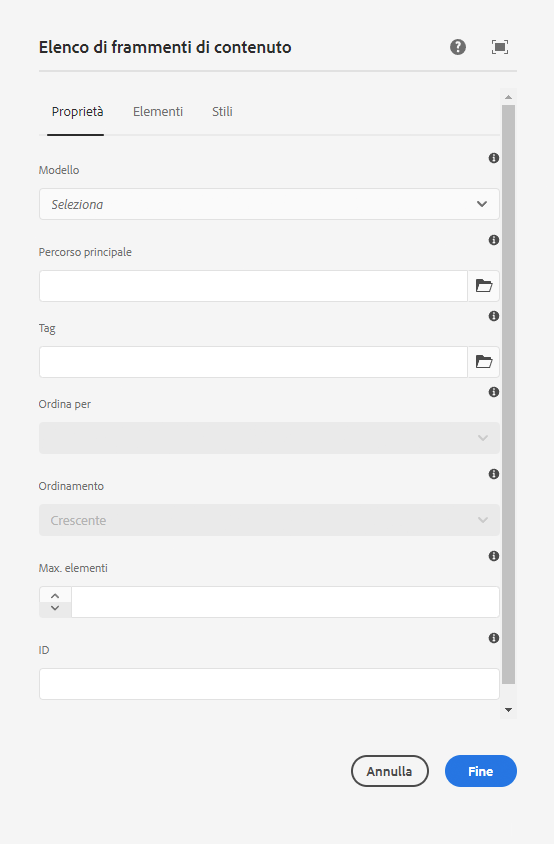 Elenco di frammenti di contenuto
Proprietà Elementi Stili
Modello
Seleziona
Percorso principale
Tag
Ordina per
Ordinamento
Crescente
Max. elementi
ID
Annulla Fine